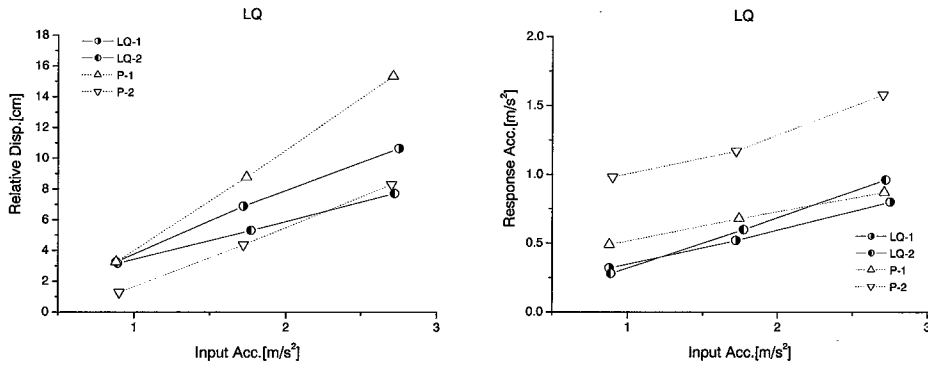 LQ
18
16
14
12
10
8
6
4
2
0
Relative Disp.[cm]
LQ-1
LQ-2
P-1
P-2
1 2 3
Input Acc.[m/s²]
LQ
2.0
1.5
1.0
0.5
0.0
Response Acc.[m/s²]
LQ-1
LQ-2
P-1
P-2
1 2 3
Input Acc.[m/s²]